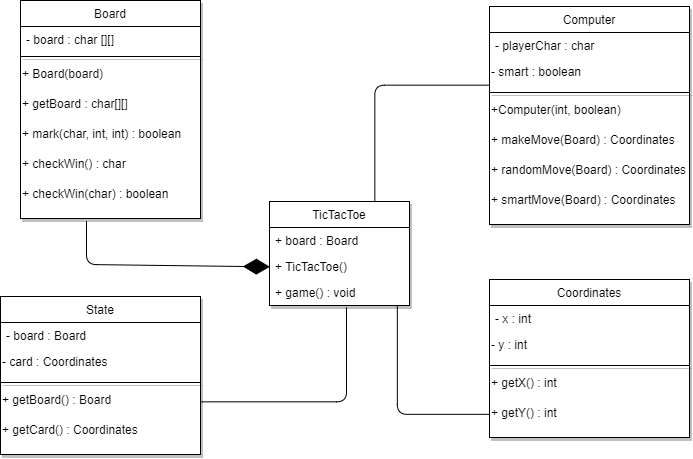 Board
- board : char [][]
+ Board(board)
+ getBoard : char[][]
+ mark(char, int, int) : boolean
+ checkWin() : char
+ checkWin(char) : boolean
Computer
- playerChar : char
- smart : boolean
+Computer(int, boolean)
+ makeMove(Board) : Coordinates
+ randomMove(Board) : Coordinates
+ smartMove(Board) : Coordinates
TicTacToe
+ board : Board
+ TicTacToe()
+ game() : void
State
- board : Board
- card : Coordinates
+ getBoard() : Board
+ getCard() : Coordinates
Coordinates
- x : int
- y : int
+ getX() : int
+ getY() : int